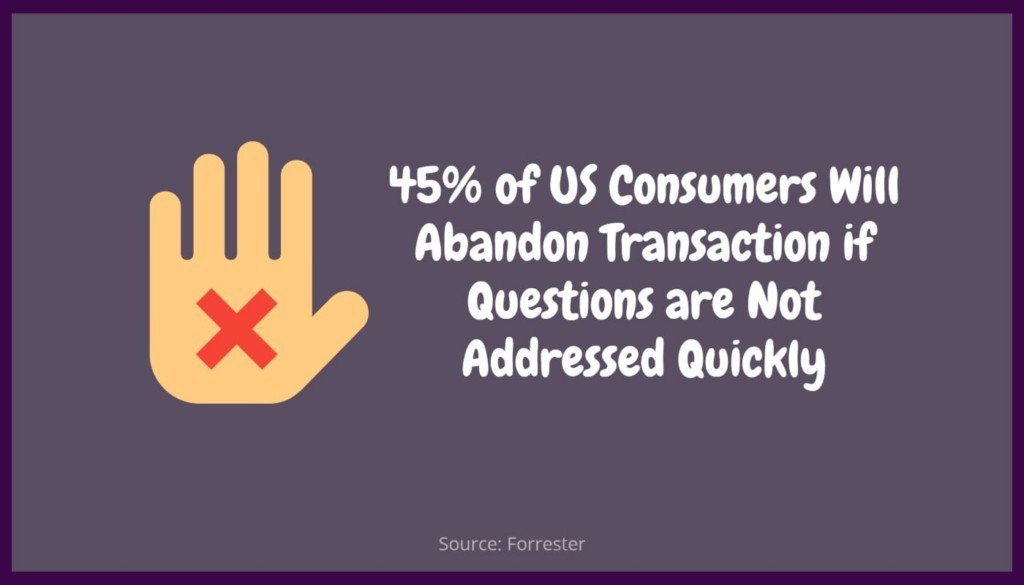 45% of US Consumers Will
Abandon Transaction if
Questions are Not
Addressed Quickly
Source: Forrester